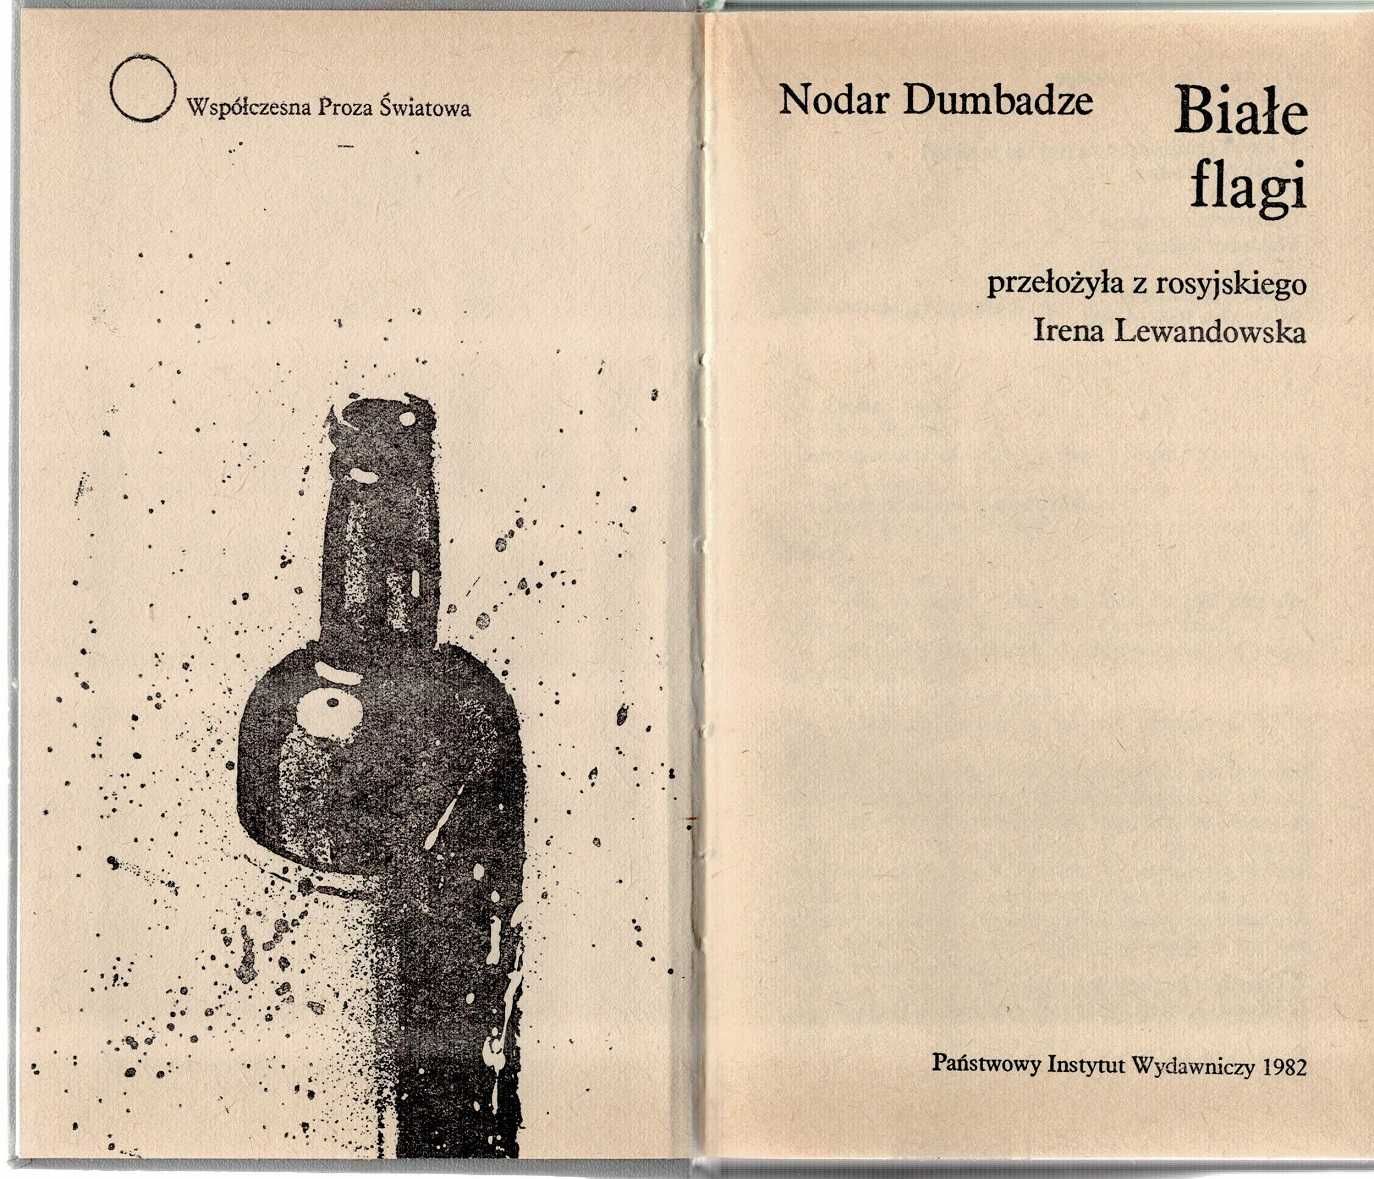 Współczesna Proza Światowa
Nodar Dumbadze
Białe
flagi
przełożyła z rosyjskiego
Irena Lewandowska
Państwowy Instytut Wydawniczy 1982